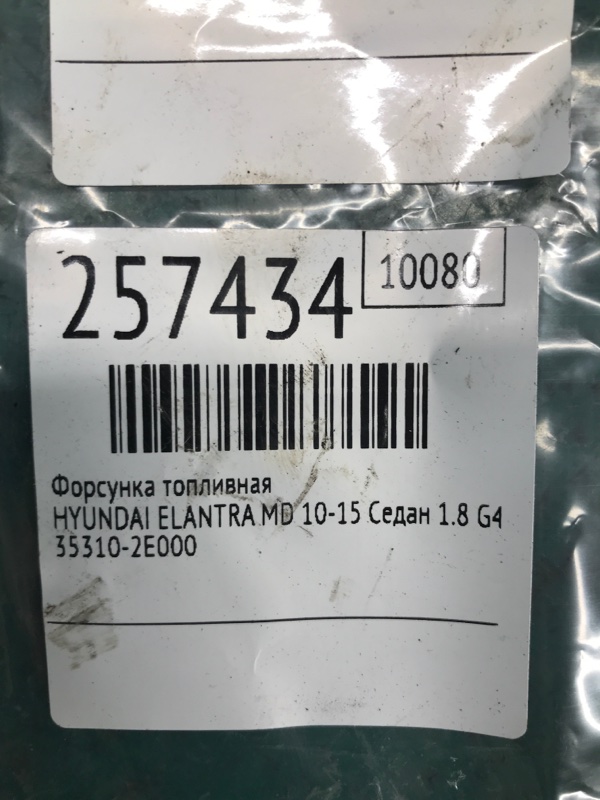 257434
10080
Форсунка топливная
HYUNDAI ELANTRA MD 10-15 Седан 1.8 G4
35310-2E000